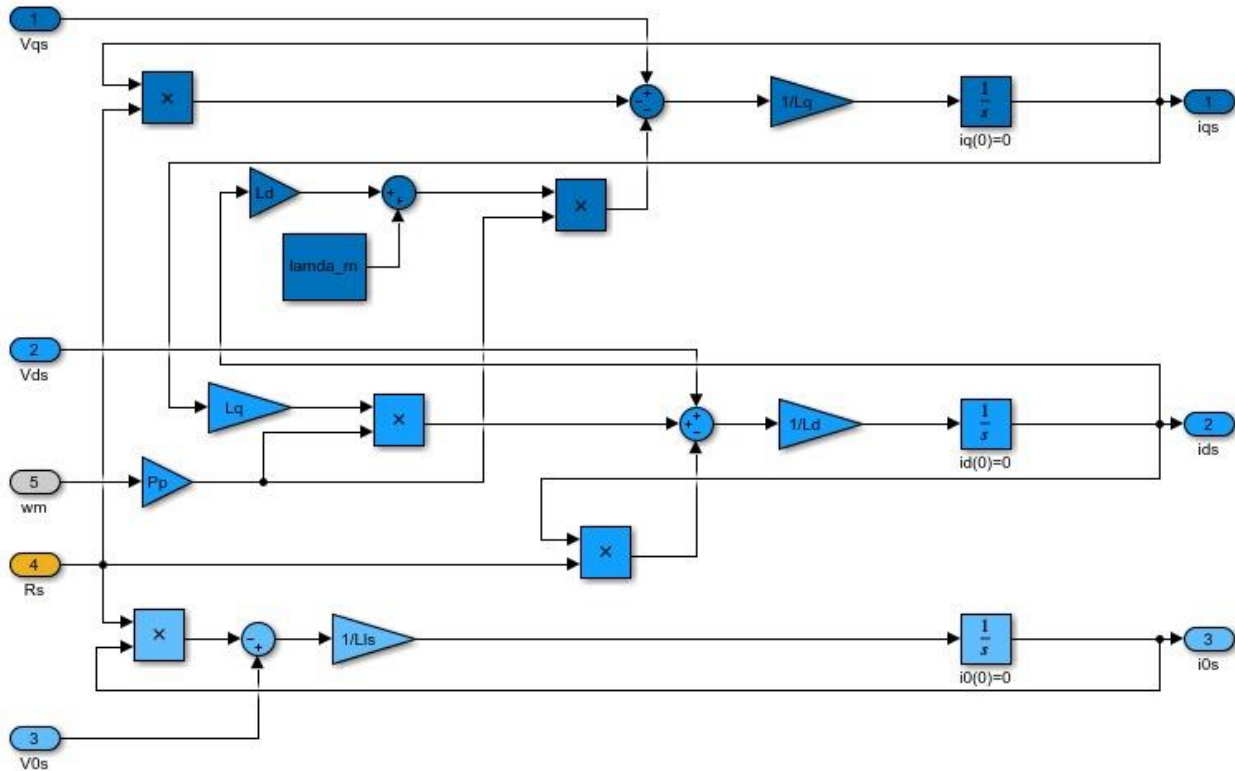 1
Vqs
×
+
−
−
1/Lq
1
s
iq(0)=0
1
iqs
Ld
+
+
×
lamda_m
2
Vds
Lq
×
+
+
−
1/Ld
1
s
id(0)=0
2
ids
5
wm
Pp
4
Rs
×
×
−
+
1/Lls
1
s
i0(0)=0
3
i0s
3
V0s